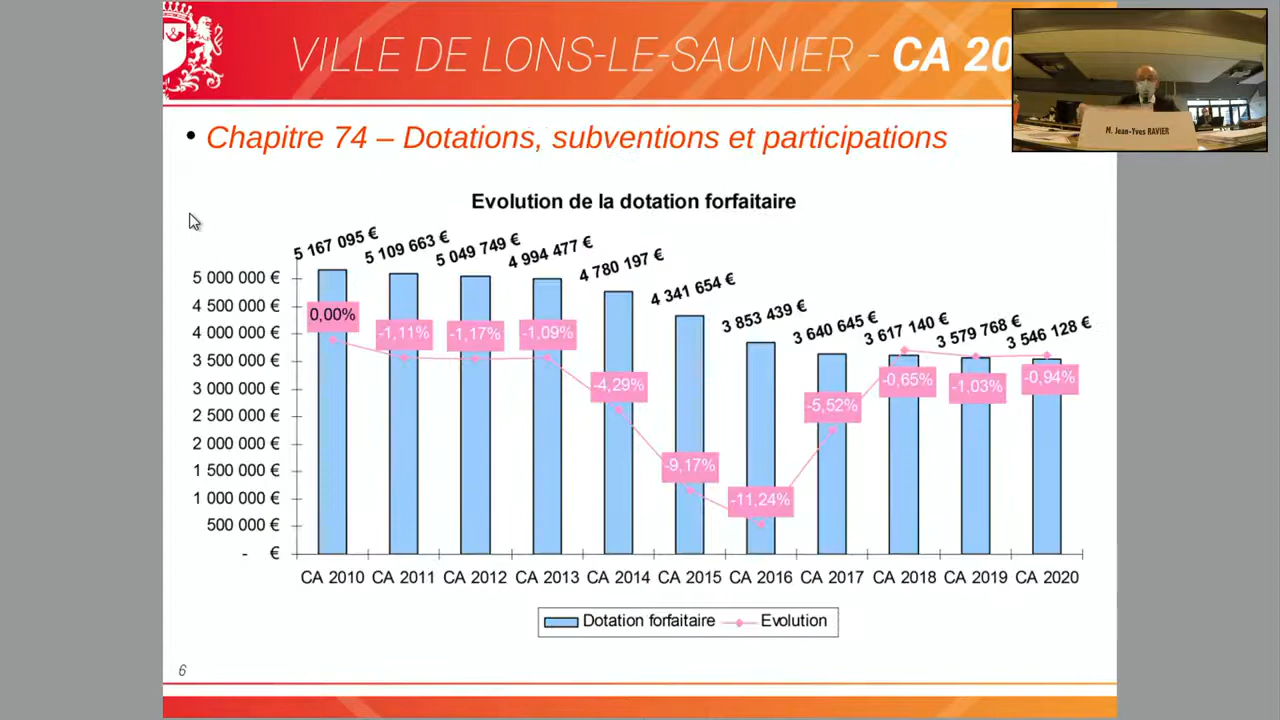 VILLE DE LONS-LE-SAUNIER - CA 20
M. Jean-Yves RAVIER
• Chapitre 74 – Dotations, subventions et participations
Evolution de la dotation forfaitaire
5 167 095 €
5 109 663 €
5 049 749 €
4 994 477 €
4 780 197 €
4 341 654 €
3 853 439 €
3 640 645 €
3 617 140 €
3 579 768 €
3 546 128 €
5 000 000 €
4 500 000 €
4 000 000 €
3 500 000 €
3 000 000 €
2 500 000 €
2 000 000 €
1 500 000 €
1 000 000 €
500 000 €
- €
0,00%
-1,11%
-1,17%
-1,09%
-4,29%
-9,17%
-11,24%
-5,52%
-0,65%
-1,03%
-0,94%
CA 2010 CA 2011 CA 2012 CA 2013 CA 2014 CA 2015 CA 2016 CA 2017 CA 2018 CA 2019 CA 2020
Dotation forfaitaire Evolution
6